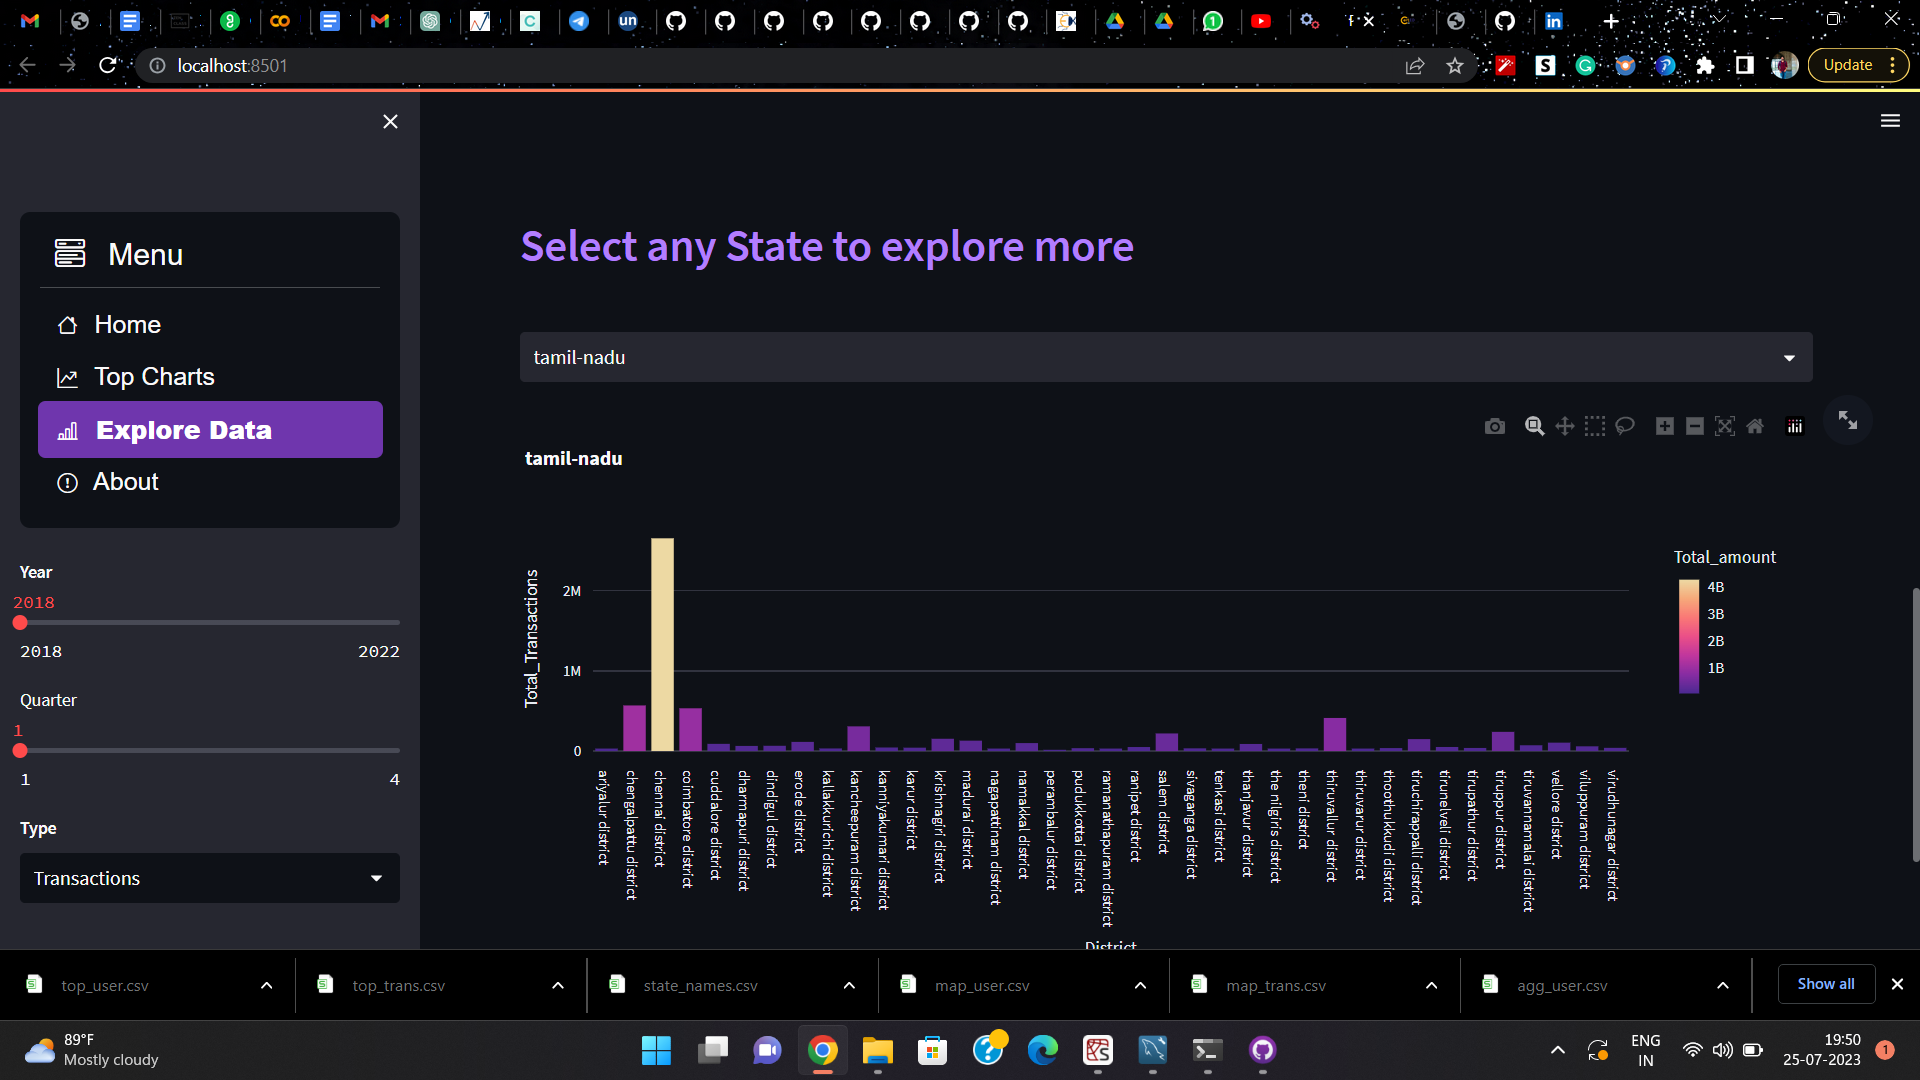 localhost:8501
Update
Menu
Home
Top Charts
Explore Data
About
Year
2018
2018 2022
Quarter
1
1 4
Type
Transactions
Select any State to explore more
tamil-nadu
tamil-nadu
Total_Transactions
2M
1M
0
ariyalur district
chengalpattu district
chennai district
coimbatore district
cuddalore district
dharmapuri district
dindigul district
erode district
kallakkurichi district
kancheepuram district
kanniyakumari district
karur district
krishnagiri district
madurai district
nagapattinam district
namakkal district
perambalur district
pudukkottai district
ramanathapuram district
ranipet district
salem district
sivaganga district
tenkasi district
thanjavur district
the nilgiris district
theni district
thiruvallur district
thiruvarur district
thoothukkudi district
tiruchirappalli district
tirunelveli district
tirupathur district
tiruppur district
tiruvannamalai district
vellore district
viluppuram district
virudhunagar district
District
Total_amount
4B
3B
2B
1B
top_user.csv
top_trans.csv
state_names.csv
map_user.csv
map_trans.csv
agg_user.csv
Show all
89°F
Mostly cloudy
ENG
IN
19:50
25-07-2023
1